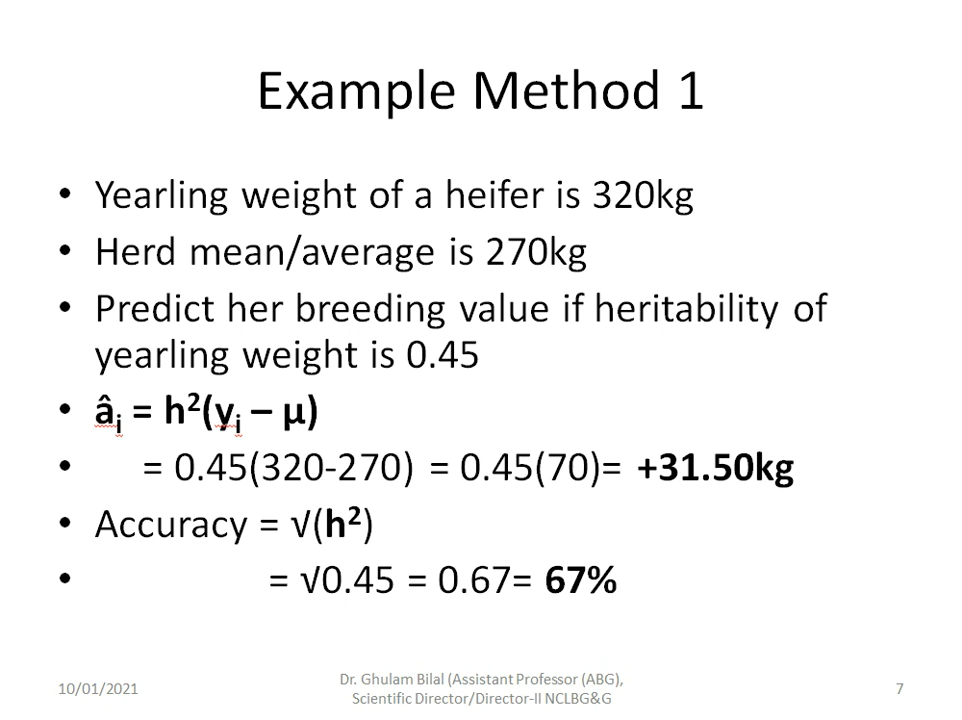 Example Method 1
• Yearling weight of a heifer is 320kg
• Herd mean/average is 270kg
• Predict her breeding value if heritability of
yearling weight is 0.45
• âi = h²(yi – µ)
• = 0.45(320-270) = 0.45(70)= +31.50kg
• Accuracy = √(h²)
• = √0.45 = 0.67= 67%
10/01/2021
Dr. Ghulam Bilal (Assistant Professor (ABG),
Scientific Director/Director-II NCLBG&G
7